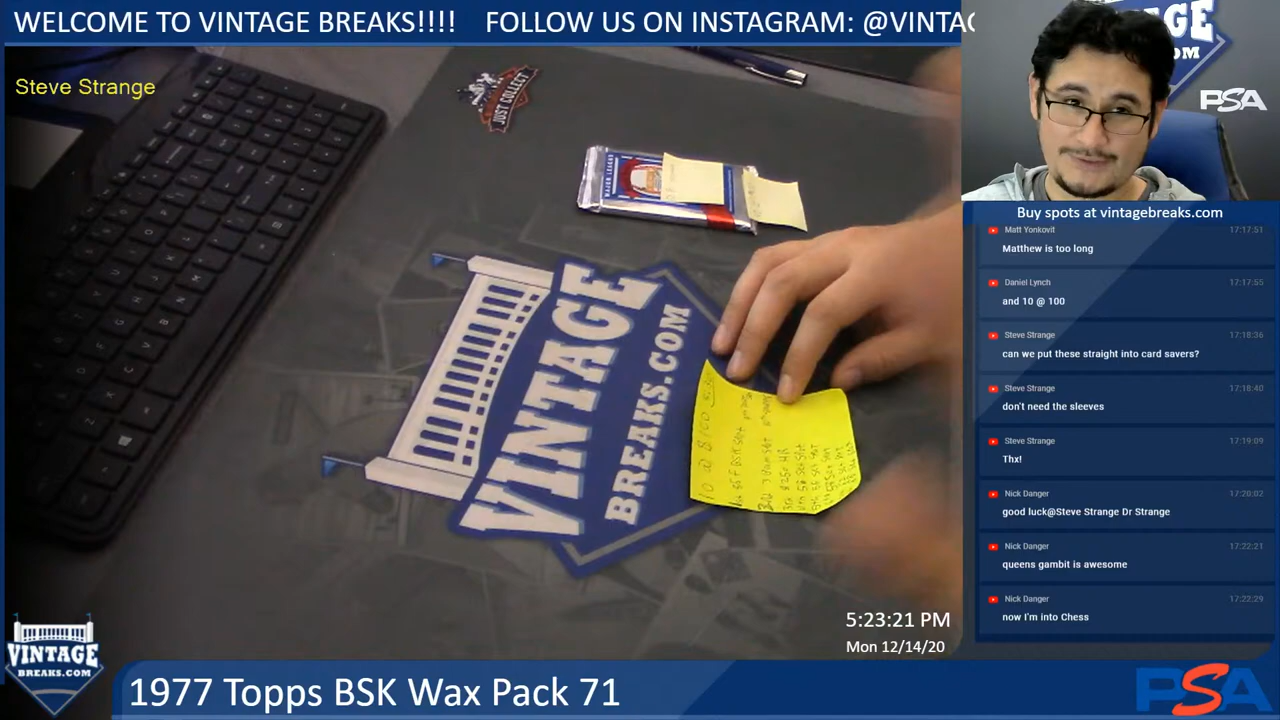 WELCOME TO VINTAGE BREAKS!!!! FOLLOW US ON INSTAGRAM: @VINTAG
Steve Strange
JUST COLLECT
MAJOR LEAGUE
VINTAGE
BREAKS.COM
10 @ $100
PSA
Buy spots at vintagebreaks.com
Matt Yonkovit 17:17:51
Matthew is too long
Daniel Lynch 17:17:55
and 10 @ 100
Steve Strange 17:18:36
can we put these straight into card savers?
Steve Strange 17:18:40
don't need the sleeves
Steve Strange 17:19:09
Thx!
Nick Danger 17:20:02
good luck@Steve Strange Dr Strange
Nick Danger 17:22:21
queens gambit is awesome
Nick Danger 17:22:29
now I'm into Chess
5:23:21 PM
Mon 12/14/20
VINTAGE
BREAKS.COM
1977 Topps BSK Wax Pack 71
PSA